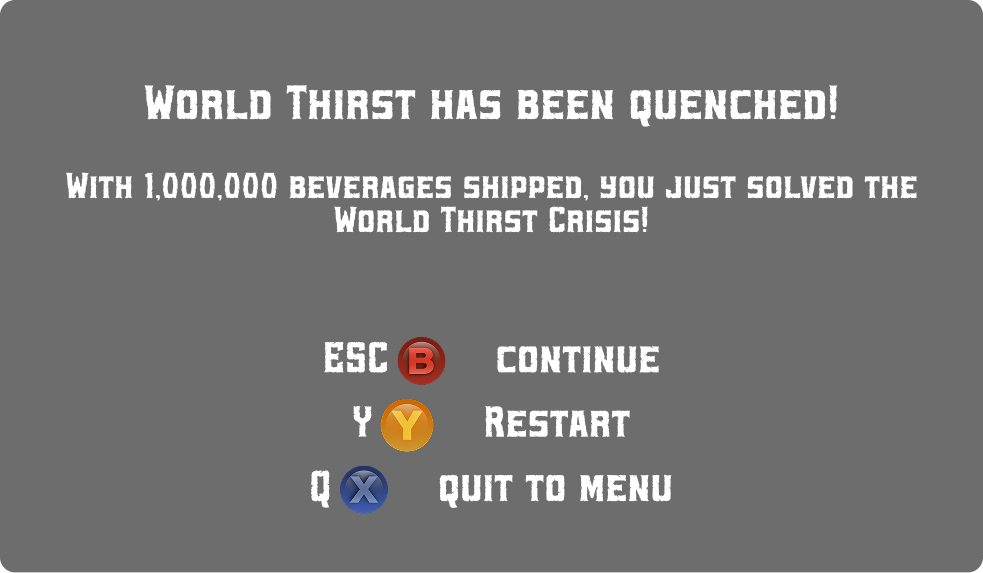 World Thirst has been quenched!
With 1,000,000 beverages shipped, you just solved the
World Thirst Crisis!
ESC B continue
Y Y Restart
Q X quit to menu